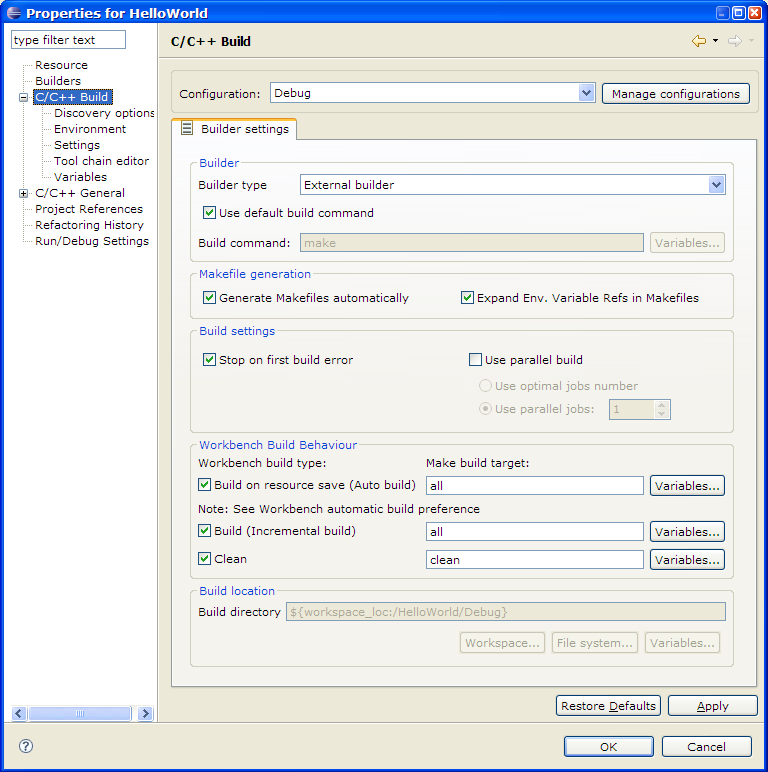 Properties for HelloWorld
type filter text
Resource
Builders
C/C++ Build
Discovery options
Environment
Settings
Tool chain editor
Variables
C/C++ General
Project References
Refactoring History
Run/Debug Settings
C/C++ Build
Configuration: Debug Manage configurations
Builder settings
Builder
Builder type External builder
Use default build command
Build command: make Variables...
Makefile generation
Generate Makefiles automatically Expand Env. Variable Refs in Makefiles
Build settings
Stop on first build error Use parallel build
Use optimal jobs number
Use parallel jobs: 1
Workbench Build Behaviour
Workbench build type: Make build target:
Build on resource save (Auto build) all Variables...
Note: See Workbench automatic build preference
Build (Incremental build) all Variables...
Clean clean Variables...
Build location
Build directory ${workspace_loc:/HelloWorld/Debug}
Workspace... File system... Variables...
Restore Defaults Apply
? OK Cancel